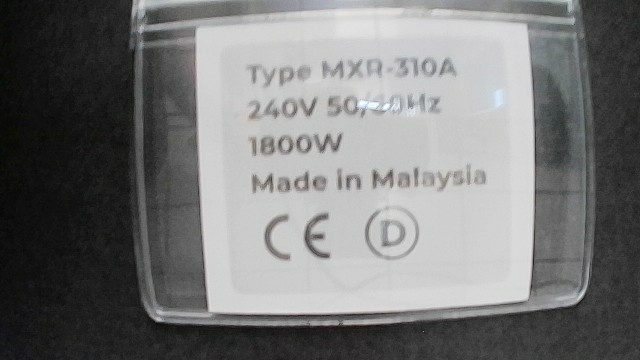 Type MXR-310A
240V 50/60Hz
1800W
Made in Malaysia
CE D